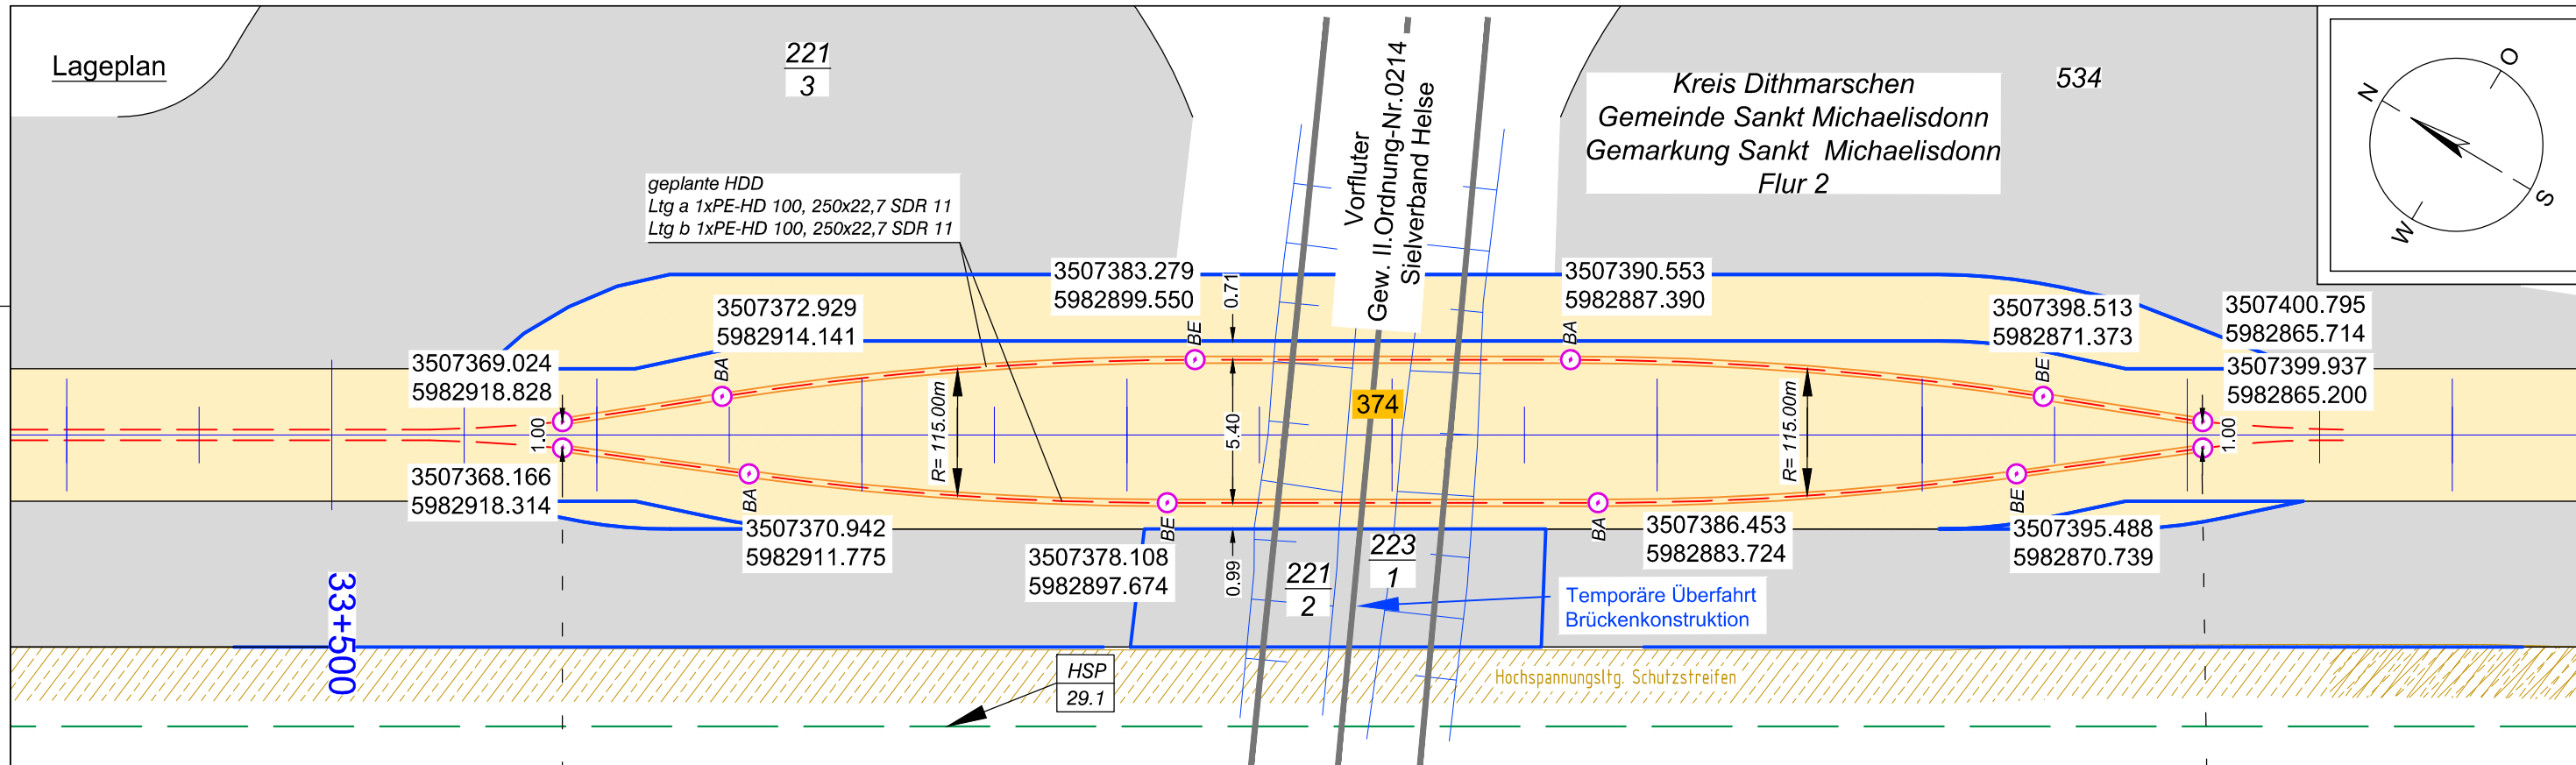 Lageplan
221
3
geplante HDD
Ltg a 1xPE-HD 100, 250x22,7 SDR 11
Ltg b 1xPE-HD 100, 250x22,7 SDR 11
Vorfluter
Gew. II.Ordnung-Nr.0214
Sielverband Helse
Kreis Dithmarschen
Gemeinde Sankt Michaelisdonn
Gemarkung Sankt Michaelisdonn
Flur 2
534
N
O
S
W
3507383.279
5982899.550
0.71
3507390.553
5982887.390
3507372.929
5982914.141
3507398.513
5982871.373
3507400.795
5982865.714
3507369.024
5982918.828
3507399.937
5982865.200
BA
BE
BA
BE
1.00
R= 115.00m
5.40
374
R= 115.00m
1.00
3507368.166
5982918.314
BA
BE
BA
BE
3507370.942
5982911.775
3507378.108
5982897.674
0.99
221
2
223
1
3507386.453
5982883.724
3507395.488
5982870.739
Temporäre Überfahrt
Brückenkonstruktion
33+500
HSP
29.1
Hochspannungsltg. Schutzstreifen